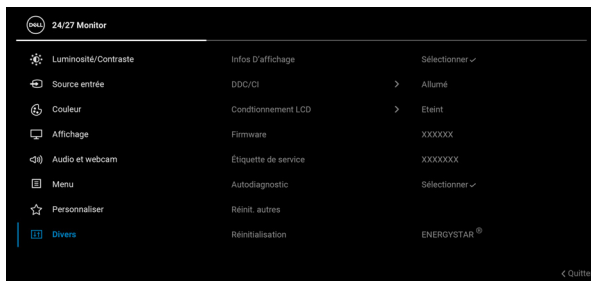 DELL 24/27 Monitor
Luminosité/Contraste Infos D'affichage Sélectionner ✓
Source entrée DDC/CI > Allumé
Couleur Condtionnement LCD > Eteint
Affichage Firmware XXXXXX
Audio et webcam Étiquette de service XXXXXXX
Menu Autodiagnostic Sélectionner ✓
Personnaliser Réinit. autres
Divers Réinitialisation ENERGYSTAR ®
< Quitte